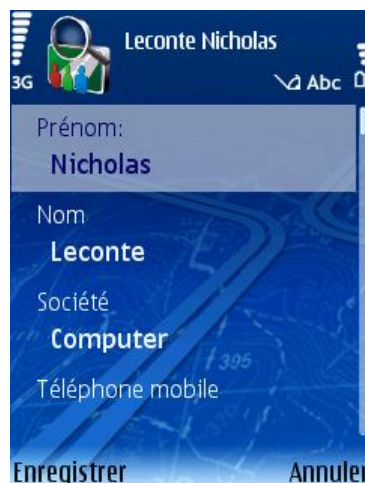 Leconte Nicholas
3G
Abc
Prénom:
Nicholas
Nom
Leconte
Société
Computer
395
Téléphone mobile
Enregistrer Annuler